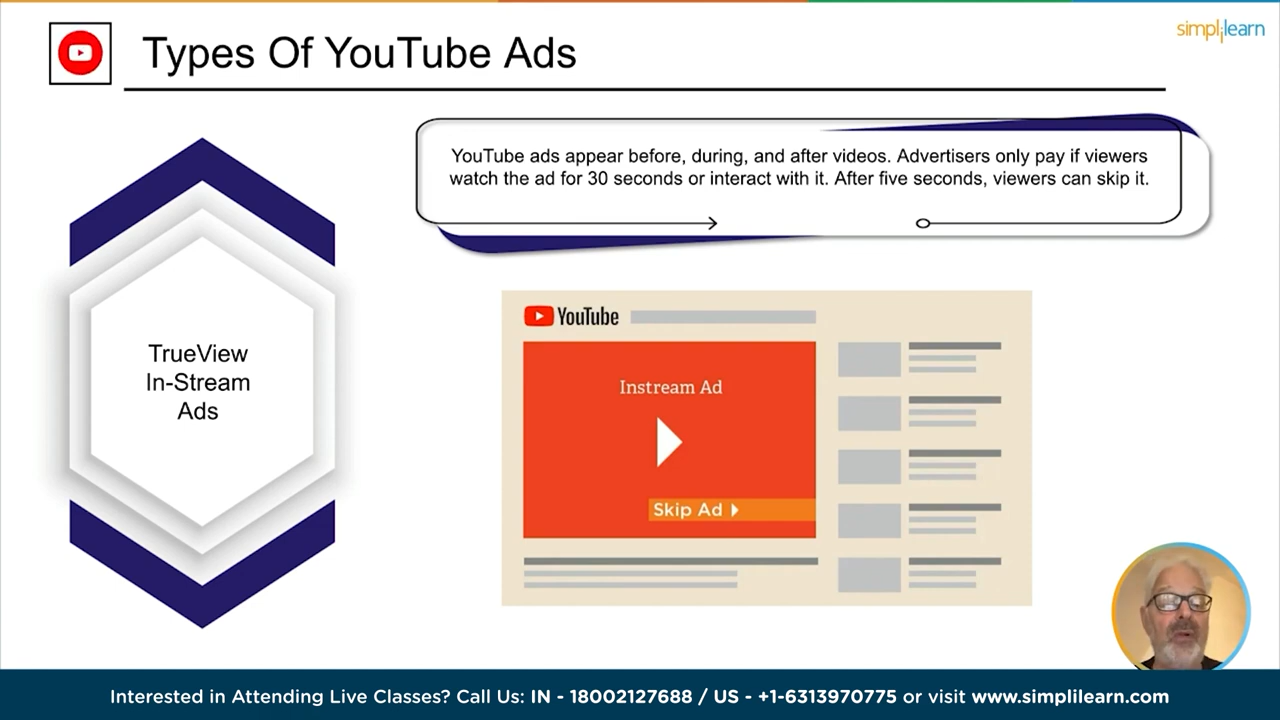 simplilearn
Types Of YouTube Ads
YouTube ads appear before, during, and after videos. Advertisers only pay if viewers
watch the ad for 30 seconds or interact with it. After five seconds, viewers can skip it.
TrueView
In-Stream
Ads
YouTube
Instream Ad
Skip Ad
Interested in Attending Live Classes? Call Us: IN - 18002127688 / US - +1-6313970775 or visit www.simplilearn.com